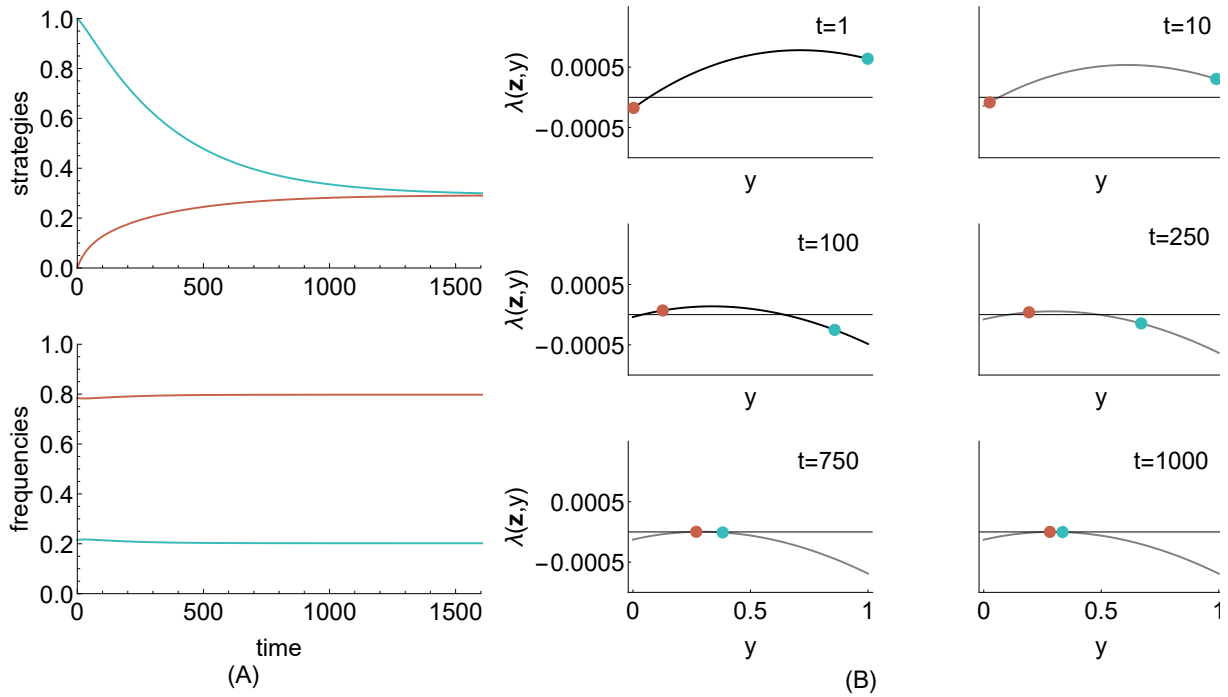 strategies
1.0
0.8
0.6
0.4
0.2
0.0
0 500 1000 1500
frequencies
1.0
0.8
0.6
0.4
0.2
0.0
0 500 1000 1500
time
(A)
t=1
λ(z,y)
0.0005
−0.0005
y
t=10
y
t=100
λ(z,y)
0.0005
−0.0005
y
t=250
y
t=750
λ(z,y)
0.0005
−0.0005
0 0.5 1
y
t=1000
0 0.5 1
y
(B)